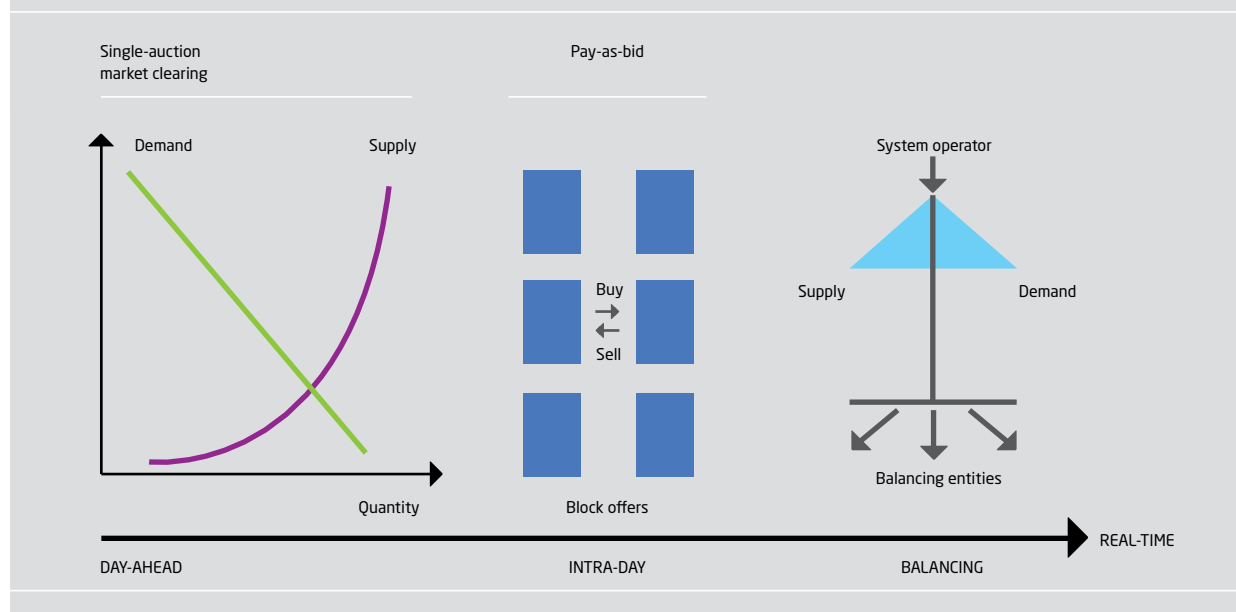 Single-auction
market clearing
Pay-as-bid
Demand
Supply
System operator
Buy
Sell
Supply
Demand
Balancing entities
Quantity
Block offers
REAL-TIME
DAY-AHEAD
INTRA-DAY
BALANCING